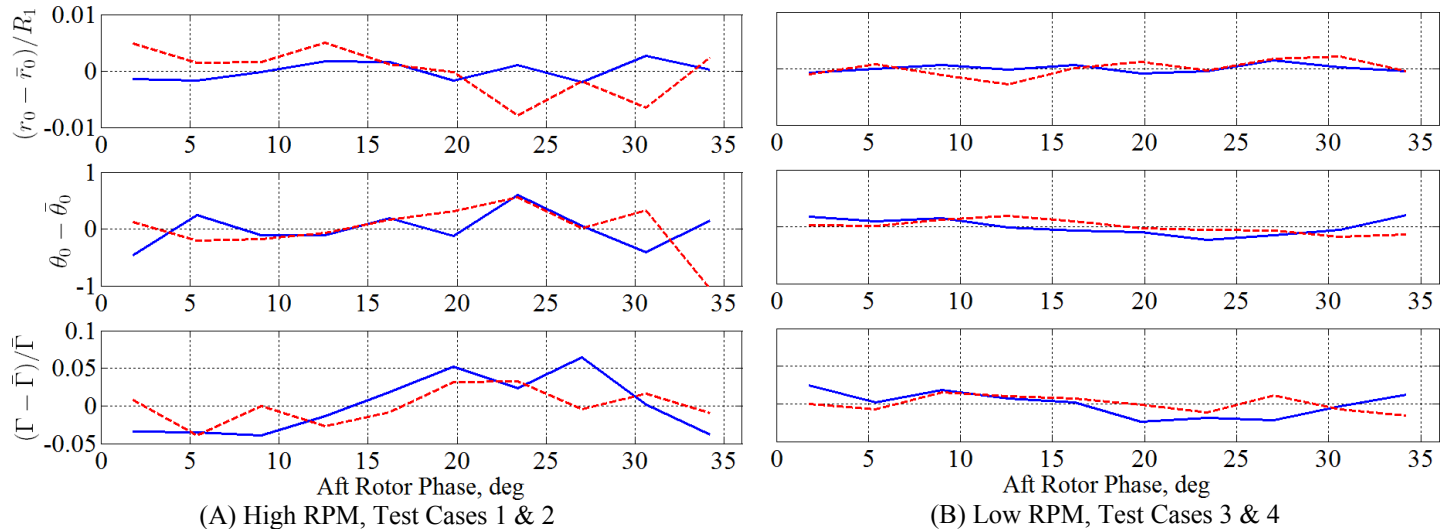 (r₀ − r̄₀)/R₁
0.01
0
-0.01
0 5 10 15 20 25 30 35
0 5 10 15 20 25 30 35
θ₀ − θ̄₀
1
0
-1
0 5 10 15 20 25 30 35
0 5 10 15 20 25 30 35
(Γ − Γ̄)/Γ̄
0.1
0.05
0
-0.05
0 5 10 15 20 25 30 35
0 5 10 15 20 25 30 35
Aft Rotor Phase, deg
Aft Rotor Phase, deg
(A) High RPM, Test Cases 1 & 2
(B) Low RPM, Test Cases 3 & 4